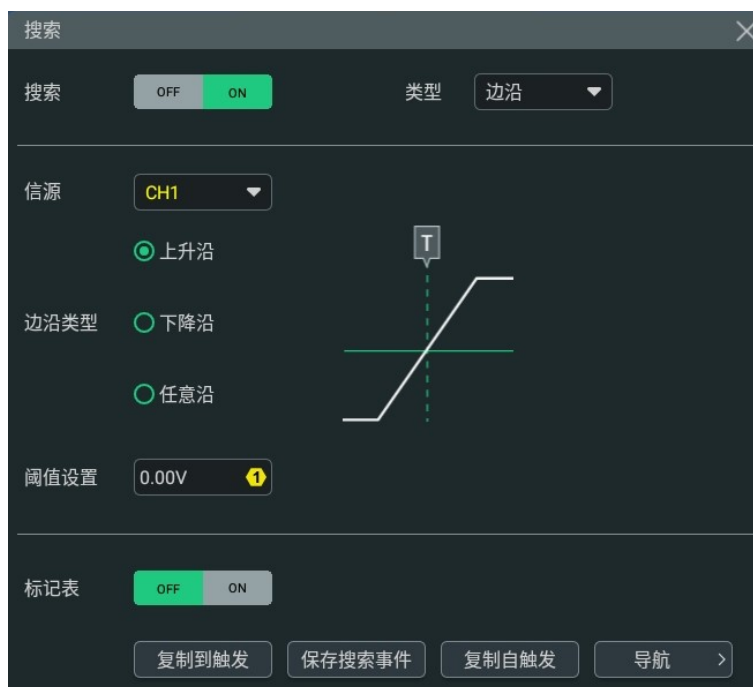 搜索
搜索 OFF ON 类型 边沿
信源 CH1
上升沿
T
边沿类型 下降沿
任意沿
阈值设置 0.00V 1
标记表 OFF ON
复制到触发 保存搜索事件 复制自触发 导航 >